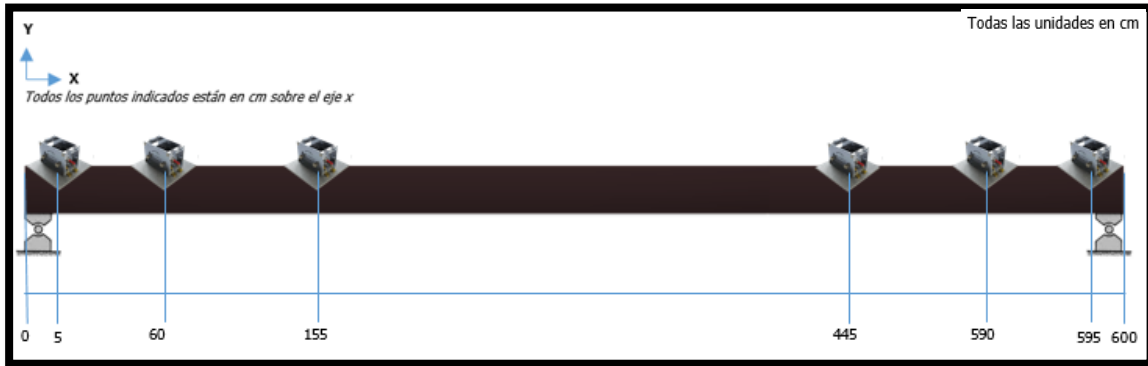 Todas las unidades en cm
Y
X
Todos los puntos indicados están en cm sobre el eje x
0 5 60 155 445 590 595 600